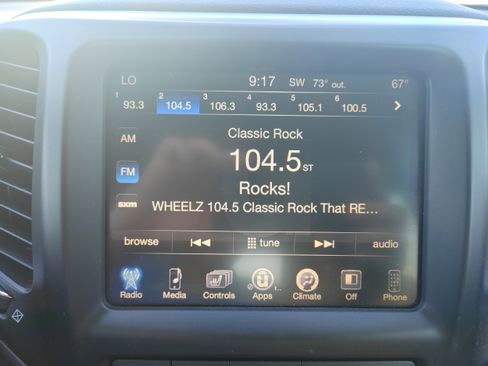 LO 9:17 SW 73° out. 67°
1 93.3 2 104.5 3 106.3 4 93.3 5 105.1 6 100.5
AM
Classic Rock
104.5 ST
FM
Rocks!
sxm
WHEELZ 104.5 Classic Rock That RE...
browse tune audio
Radio Media Controls Apps 1... Climate Off Phone